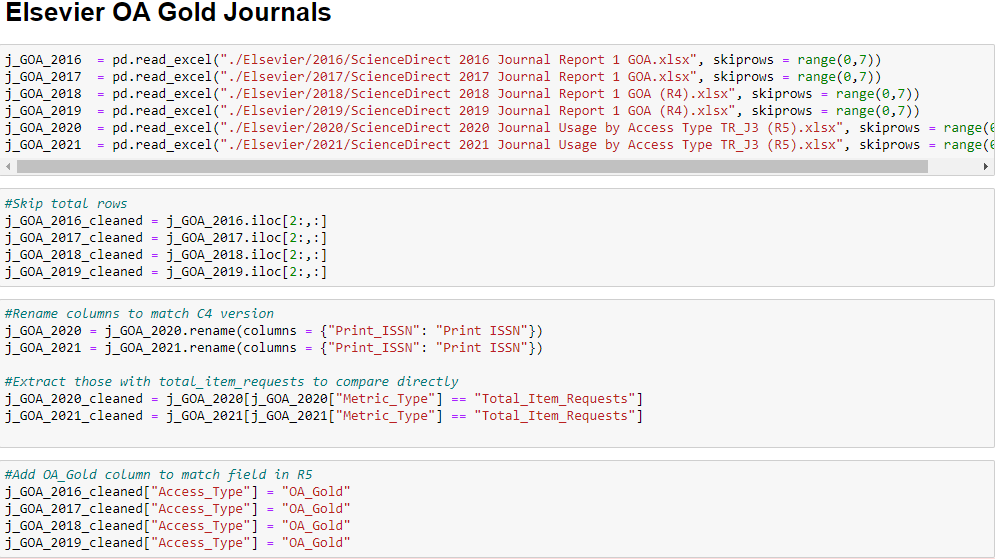 Elsevier OA Gold Journals
j_GOA_2016  = pd.read_excel("./Elsevier/2016/ScienceDirect 2016 Journal Report 1 GOA.xlsx", skiprows = range(0,7))
j_GOA_2017  = pd.read_excel("./Elsevier/2017/ScienceDirect 2017 Journal Report 1 GOA.xlsx", skiprows = range(0,7))
j_GOA_2018  = pd.read_excel("./Elsevier/2018/ScienceDirect 2018 Journal Report 1 GOA (R4).xlsx", skiprows = range(0,7))
j_GOA_2019  = pd.read_excel("./Elsevier/2019/ScienceDirect 2019 Journal Report 1 GOA (R4).xlsx", skiprows = range(0,7))
j_GOA_2020  = pd.read_excel("./Elsevier/2020/ScienceDirect 2020 Journal Usage by Access Type TR_J3 (R5).xlsx", skiprows = range(
j_GOA_2021  = pd.read_excel("./Elsevier/2021/ScienceDirect 2021 Journal Usage by Access Type TR_J3 (R5).xlsx", skiprows = range(
#Skip total rows
j_GOA_2016_cleaned = j_GOA_2016.iloc[2:,:]
j_GOA_2017_cleaned = j_GOA_2017.iloc[2:,:]
j_GOA_2018_cleaned = j_GOA_2018.iloc[2:,:]
j_GOA_2019_cleaned = j_GOA_2019.iloc[2:,:]
#Rename columns to match C4 version
j_GOA_2020 = j_GOA_2020.rename(columns = {"Print_ISSN": "Print ISSN"})
j_GOA_2021 = j_GOA_2021.rename(columns = {"Print_ISSN": "Print ISSN"})
#Extract those with total_item_requests to compare directly
j_GOA_2020_cleaned = j_GOA_2020[j_GOA_2020["Metric_Type"] == "Total_Item_Requests"]
j_GOA_2021_cleaned = j_GOA_2021[j_GOA_2021["Metric_Type"] == "Total_Item_Requests"]
#Add OA_Gold column to match field in R5
j_GOA_2016_cleaned["Access_Type"] = "OA_Gold"
j_GOA_2017_cleaned["Access_Type"] = "OA_Gold"
j_GOA_2018_cleaned["Access_Type"] = "OA_Gold"
j_GOA_2019_cleaned["Access_Type"] = "OA_Gold"